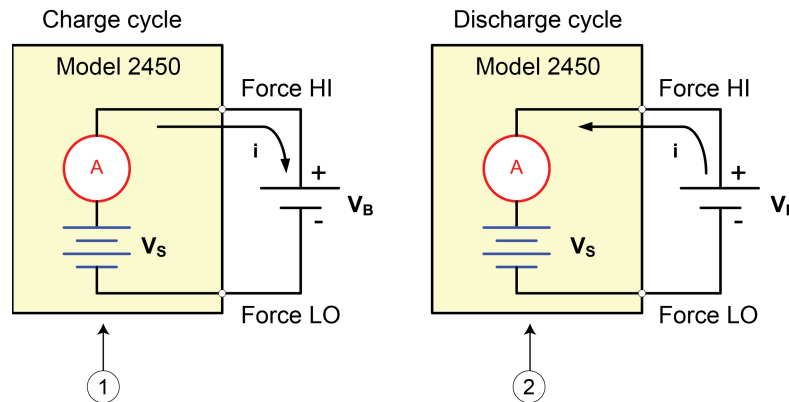 Charge cycle
Model 2450
Force HI
A
i
+
-
VB
VS
Force LO
1
Discharge cycle
Model 2450
Force HI
A
i
+
-
VS
Force LO
2